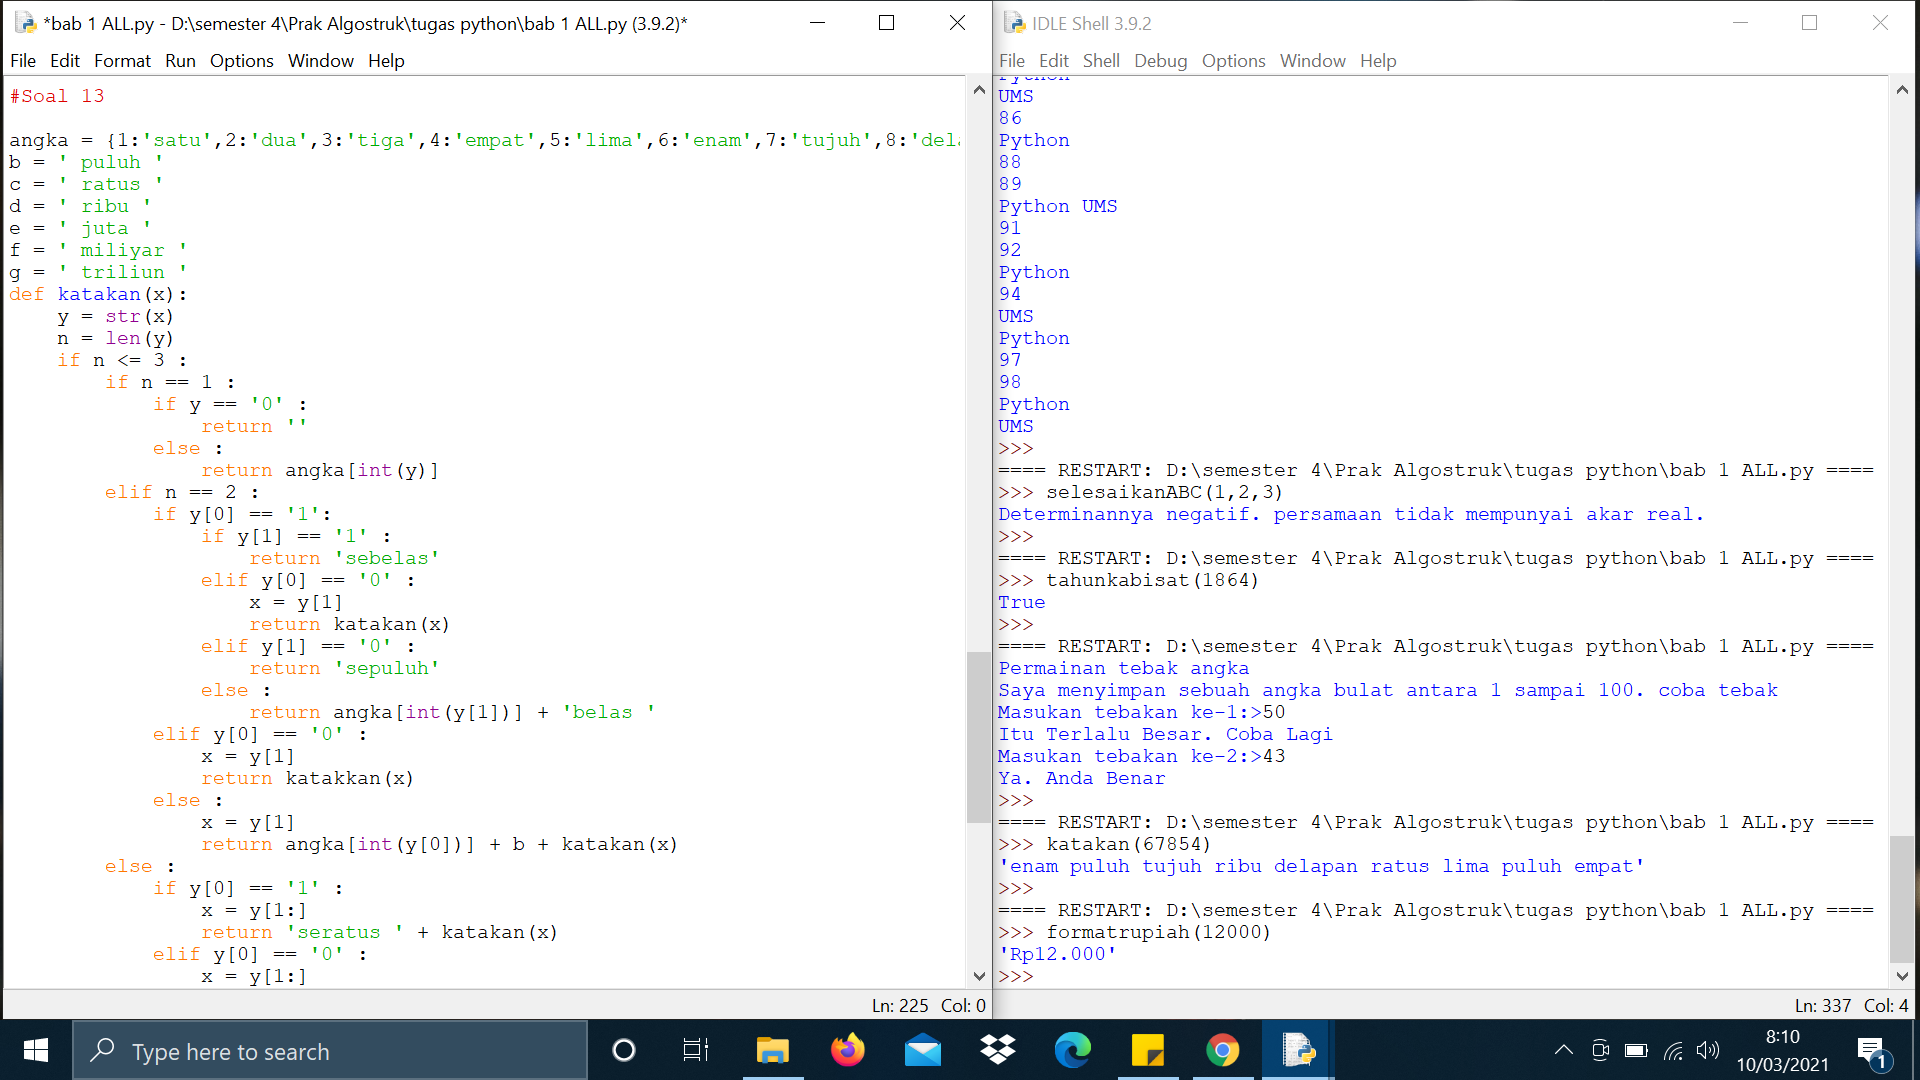 *bab 1 ALL.py - D:\semester 4\Prak Algostruk\tugas python\bab 1 ALL.py (3.9.2)*
File Edit Format Run Options Window Help
#Soal 13
angka = {1:'satu',2:'dua',3:'tiga',4:'empat',5:'lima',6:'enam',7:'tujuh',8:'dela
b = ' puluh '
c = ' ratus '
d = ' ribu '
e = ' juta '
f = ' miliyar '
g = ' triliun '
def katakan(x):
    y = str(x)
    n = len(y)
    if n <= 3 :
        if n == 1 :
            if y == '0' :
                return ''
            else :
                return angka[int(y)]
        elif n == 2 :
            if y[0] == '1':
                if y[1] == '1' :
                    return 'sebelas'
                elif y[0] == '0' :
                    x = y[1]
                    return katakan(x)
                elif y[1] == '0' :
                    return 'sepuluh'
                else :
                    return angka[int(y[1])] + 'belas '
            elif y[0] == '0' :
                x = y[1]
                return katakkan(x)
            else :
                x = y[1]
                return angka[int(y[0])] + b + katakan(x)
        else :
            if y[0] == '1' :
                x = y[1:]
                return 'seratus ' + katakan(x)
            elif y[0] == '0' :
                x = y[1:]
Ln: 225 Col: 0
IDLE Shell 3.9.2
File Edit Shell Debug Options Window Help
Python
UMS
86
Python
88
89
Python UMS
91
92
Python
94
UMS
Python
97
98
Python
UMS
>>>
==== RESTART: D:\semester 4\Prak Algostruk\tugas python\bab 1 ALL.py ====
>>> selesaikanABC(1,2,3)
Determinannya negatif. persamaan tidak mempunyai akar real.
>>>
==== RESTART: D:\semester 4\Prak Algostruk\tugas python\bab 1 ALL.py ====
>>> tahunkabisat(1864)
True
>>>
==== RESTART: D:\semester 4\Prak Algostruk\tugas python\bab 1 ALL.py ====
Permainan tebak angka
Saya menyimpan sebuah angka bulat antara 1 sampai 100. coba tebak
Masukan tebakan ke-1:>50
Itu Terlalu Besar. Coba Lagi
Masukan tebakan ke-2:>43
Ya. Anda Benar
>>>
==== RESTART: D:\semester 4\Prak Algostruk\tugas python\bab 1 ALL.py ====
>>> katakan(67854)
'enam puluh tujuh ribu delapan ratus lima puluh empat'
>>>
==== RESTART: D:\semester 4\Prak Algostruk\tugas python\bab 1 ALL.py ====
>>> formatrupiah(12000)
'Rp12.000'
>>>
Ln: 337 Col: 4
Type here to search
8:10
10/03/2021
1